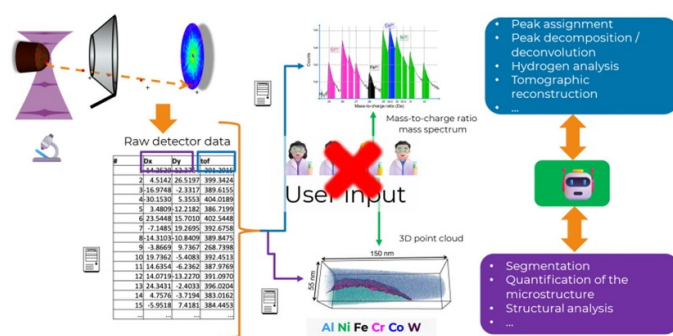 Raw detector data
# Dx Dy tof
2 4.5142 26.5197 399.3424
3 -16.9748 -2.3317 389.6155
4 -30.1530 5.3553 404.0189
5 3.4809 -12.2182 386.7199
6 23.5448 15.7010 402.5448
7 -7.1485 19.2695 392.6758
8 -14.3103 -10.8409 389.8475
9 -3.8669 9.7367 268.7398
10 19.7362 -5.4083 392.4513
11 14.6354 -6.2362 387.9769
12 14.0719 -13.2270 391.0970
13 24.3431 -2.4033 396.0204
14 4.7576 -3.7194 383.0162
15 -5.9518 7.4181 384.4453
... ... ... ...
Counts
Mass-to-charge ratio (Da)
Mass-to-charge ratio
mass spectrum
User input
3D point cloud
150 nm
55 nm
Al Ni Fe Cr Co W
• Peak assignment
• Peak decomposition /
deconvolution
• Hydrogen analysis
• Tomographic
reconstruction
• ...
• Segmentation
• Quantification of the
microstructure
• Structural analysis
• ...